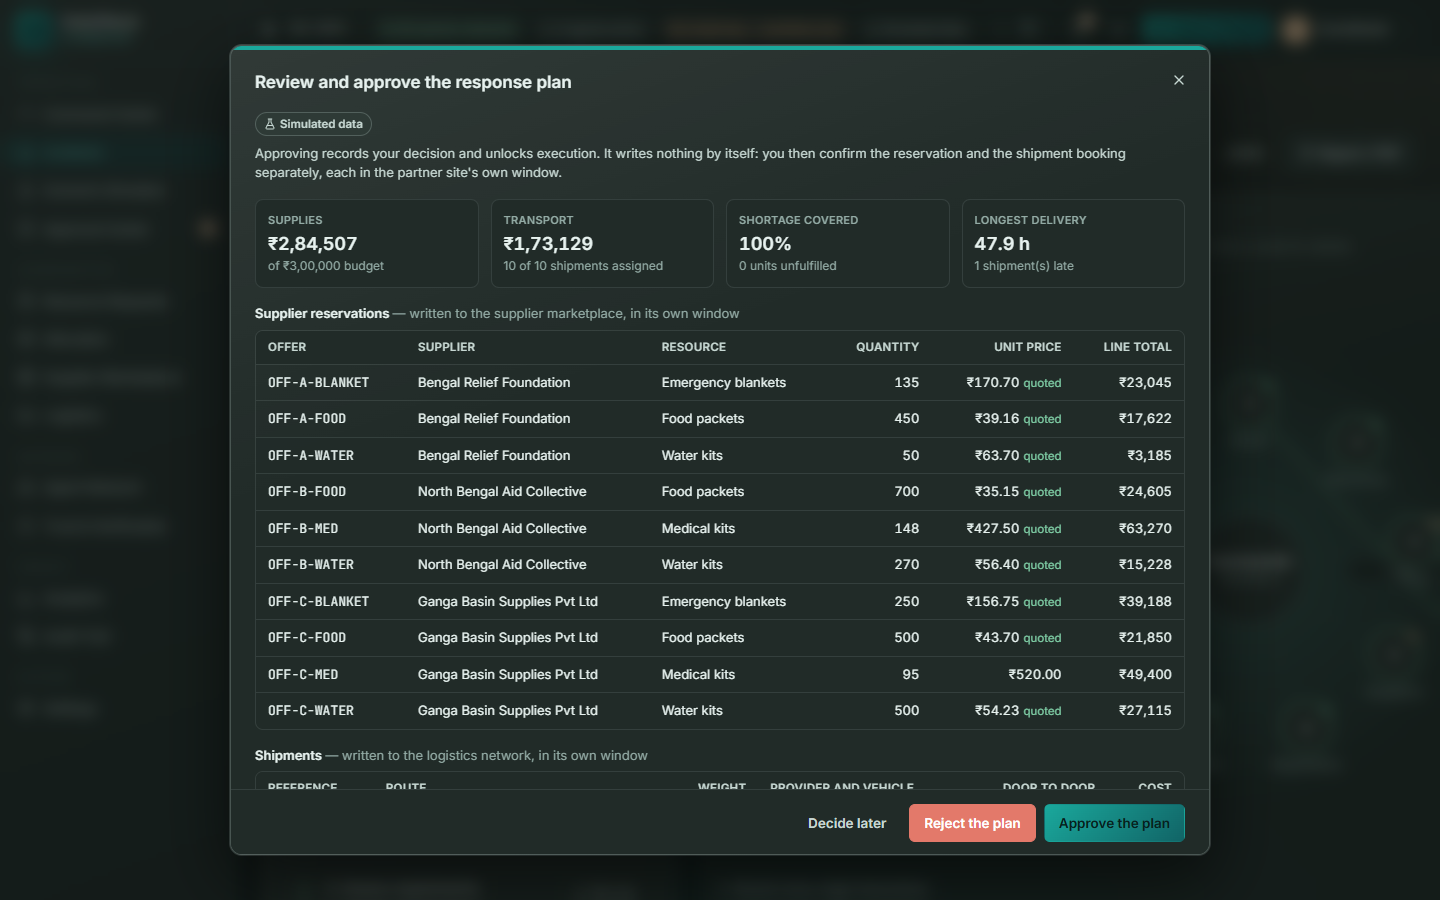 Review and approve the response plan
Simulated data
Approving records your decision and unlocks execution. It writes nothing by itself: you then confirm the reservation and the shipment booking
separately, each in the partner site's own window.
SUPPLIES
₹2,84,507
of ₹3,00,000 budget
TRANSPORT
₹1,73,129
10 of 10 shipments assigned
SHORTAGE COVERED
100%
0 units unfulfilled
LONGEST DELIVERY
47.9 h
1 shipment(s) late
Supplier reservations — written to the supplier marketplace, in its own window
OFFER SUPPLIER RESOURCE QUANTITY UNIT PRICE LINE TOTAL
OFF-A-BLANKET Bengal Relief Foundation Emergency blankets 135 ₹170.70 quoted ₹23,045
OFF-A-FOOD Bengal Relief Foundation Food packets 450 ₹39.16 quoted ₹17,622
OFF-A-WATER Bengal Relief Foundation Water kits 50 ₹63.70 quoted ₹3,185
OFF-B-FOOD North Bengal Aid Collective Food packets 700 ₹35.15 quoted ₹24,605
OFF-B-MED North Bengal Aid Collective Medical kits 148 ₹427.50 quoted ₹63,270
OFF-B-WATER North Bengal Aid Collective Water kits 270 ₹56.40 quoted ₹15,228
OFF-C-BLANKET Ganga Basin Supplies Pvt Ltd Emergency blankets 250 ₹156.75 quoted ₹39,188
OFF-C-FOOD Ganga Basin Supplies Pvt Ltd Food packets 500 ₹43.70 quoted ₹21,850
OFF-C-MED Ganga Basin Supplies Pvt Ltd Medical kits 95 ₹520.00 ₹49,400
OFF-C-WATER Ganga Basin Supplies Pvt Ltd Water kits 500 ₹54.23 quoted ₹27,115
Shipments — written to the logistics network, in its own window
REFERENCE ROUTE WEIGHT PROVIDER AND VEHICLE DOOR TO DOOR COST
Decide later
Reject the plan
Approve the plan